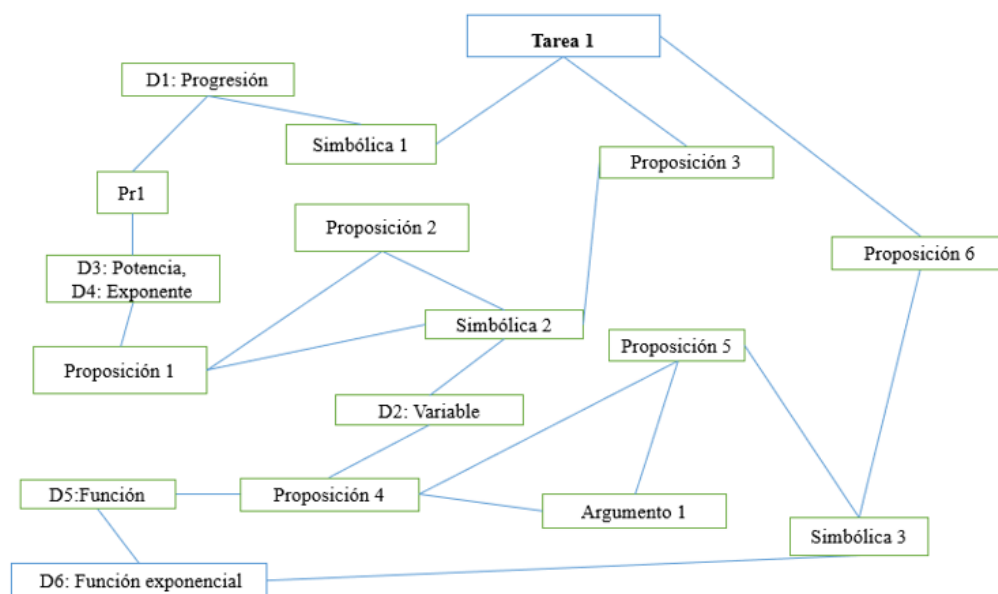 Tarea 1
D1: Progresión
Simbólica 1
Proposición 3
Pr1
Proposición 2
Proposición 6
D3: Potencia,
D4: Exponente
Simbólica 2
Proposición 5
Proposición 1
D2: Variable
D5:Función
Proposición 4
Argumento 1
Simbólica 3
D6: Función exponencial